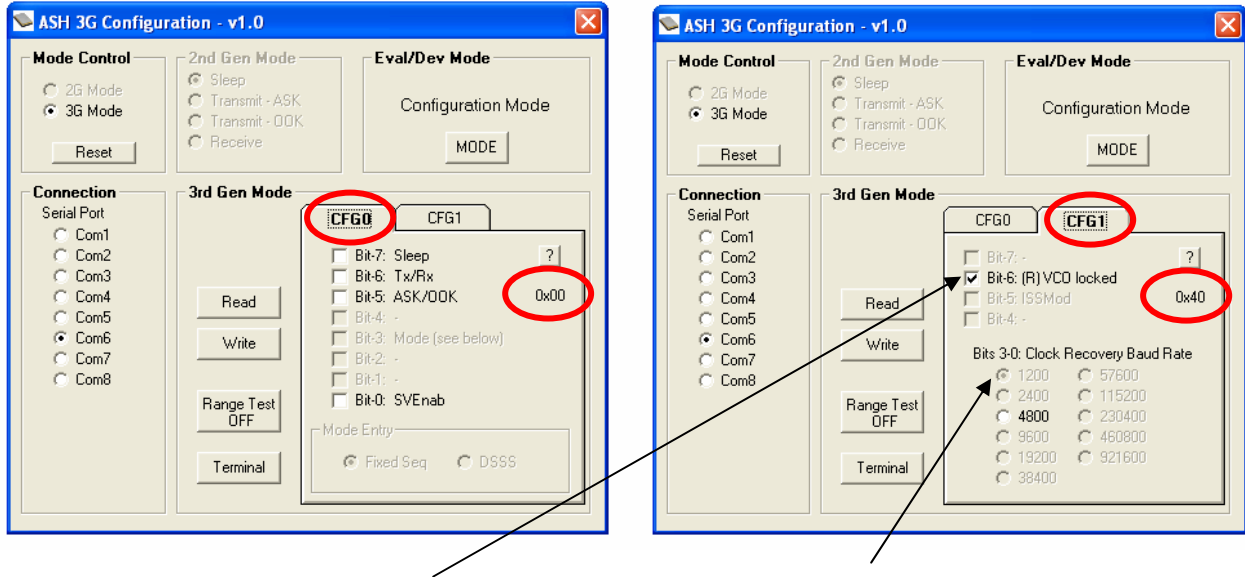 ASH 3G Configuration - v1.0
Mode Control
2G Mode
3G Mode
Reset
2nd Gen Mode
Sleep
Transmit - ASK
Transmit - OOK
Receive
Eval/Dev Mode
Configuration Mode
MODE
Connection
Serial Port
Com1
Com2
Com3
Com4
Com5
Com6
Com7
Com8
3rd Gen Mode
Read
Write
Range Test
OFF
Terminal
CFG0
CFG1
Bit-7: Sleep
?
Bit-6: Tx/Rx
Bit-5: ASK/OOK
0x00
Bit-4: -
Bit-3: Mode (see below)
Bit-2: -
Bit-1: -
Bit-0: SVEnab
Mode Entry
Fixed Seq
DSSS
ASH 3G Configuration - v1.0
Mode Control
2G Mode
3G Mode
Reset
2nd Gen Mode
Sleep
Transmit - ASK
Transmit - OOK
Receive
Eval/Dev Mode
Configuration Mode
MODE
Connection
Serial Port
Com1
Com2
Com3
Com4
Com5
Com6
Com7
Com8
3rd Gen Mode
Read
Write
Range Test
OFF
Terminal
CFG0
CFG1
Bit-7: -
?
Bit-6: (R) VCO locked
Bit-5: ISSMod
0x40
Bit-4: -
Bits 3-0: Clock Recovery Baud Rate
1200
57600
2400
115200
4800
230400
9600
460800
19200
921600
38400